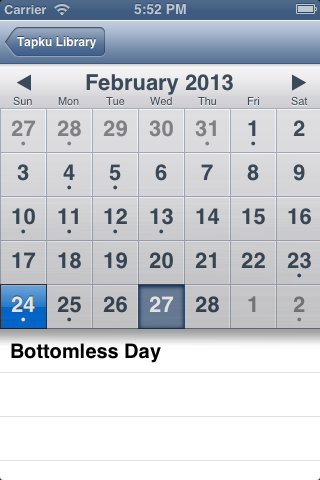 Carrier 5:52 PM
Tapku Library
February 2013
Sun Mon Tue Wed Thu Fri Sat
27 28 29 30 31 1 2
3 4 5 6 7 8 9
10 11 12 13 14 15 16
17 18 19 20 21 22 23
24 25 26 27 28 1 2
Bottomless Day